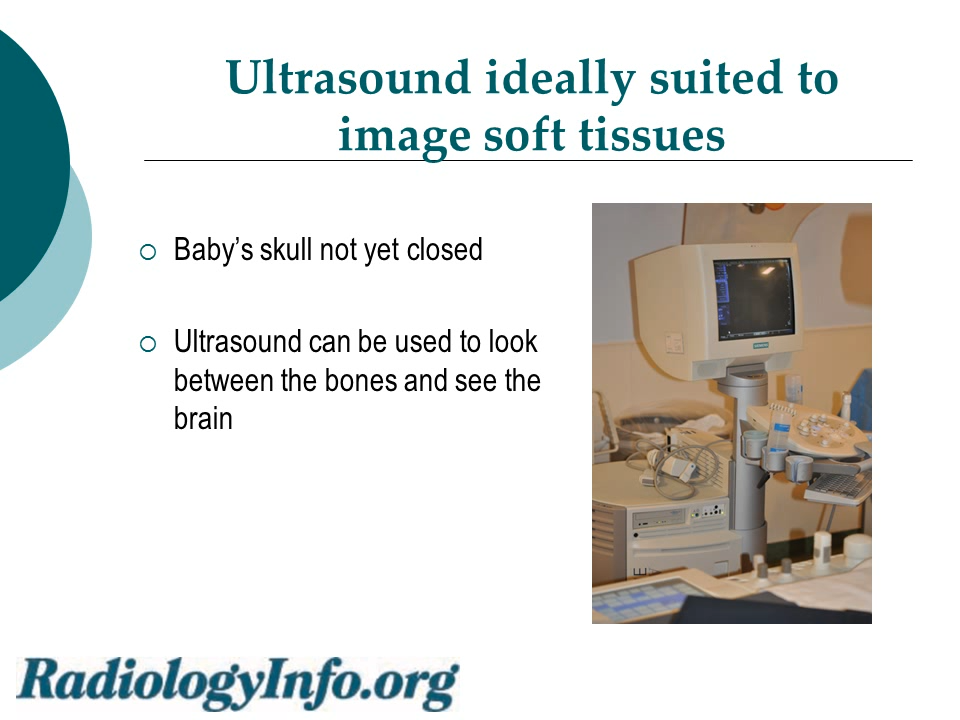 Ultrasound ideally suited to
image soft tissues
Baby’s skull not yet closed
Ultrasound can be used to look
between the bones and see the
brain
SIEMENS
RadiologyInfo.org